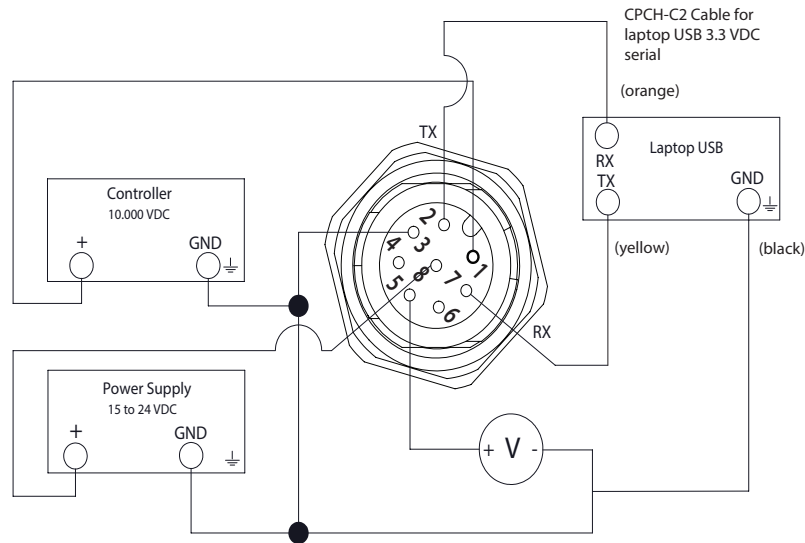 CPCH-C2 Cable for
laptop USB 3.3 VDC
serial
(orange)
TX
Laptop USB
RX
TX
GND
(yellow)
(black)
Controller
10.000 VDC
+
GND
2
3
4
1
8
7
5
6
RX
Power Supply
15 to 24 VDC
+
GND
+ V -